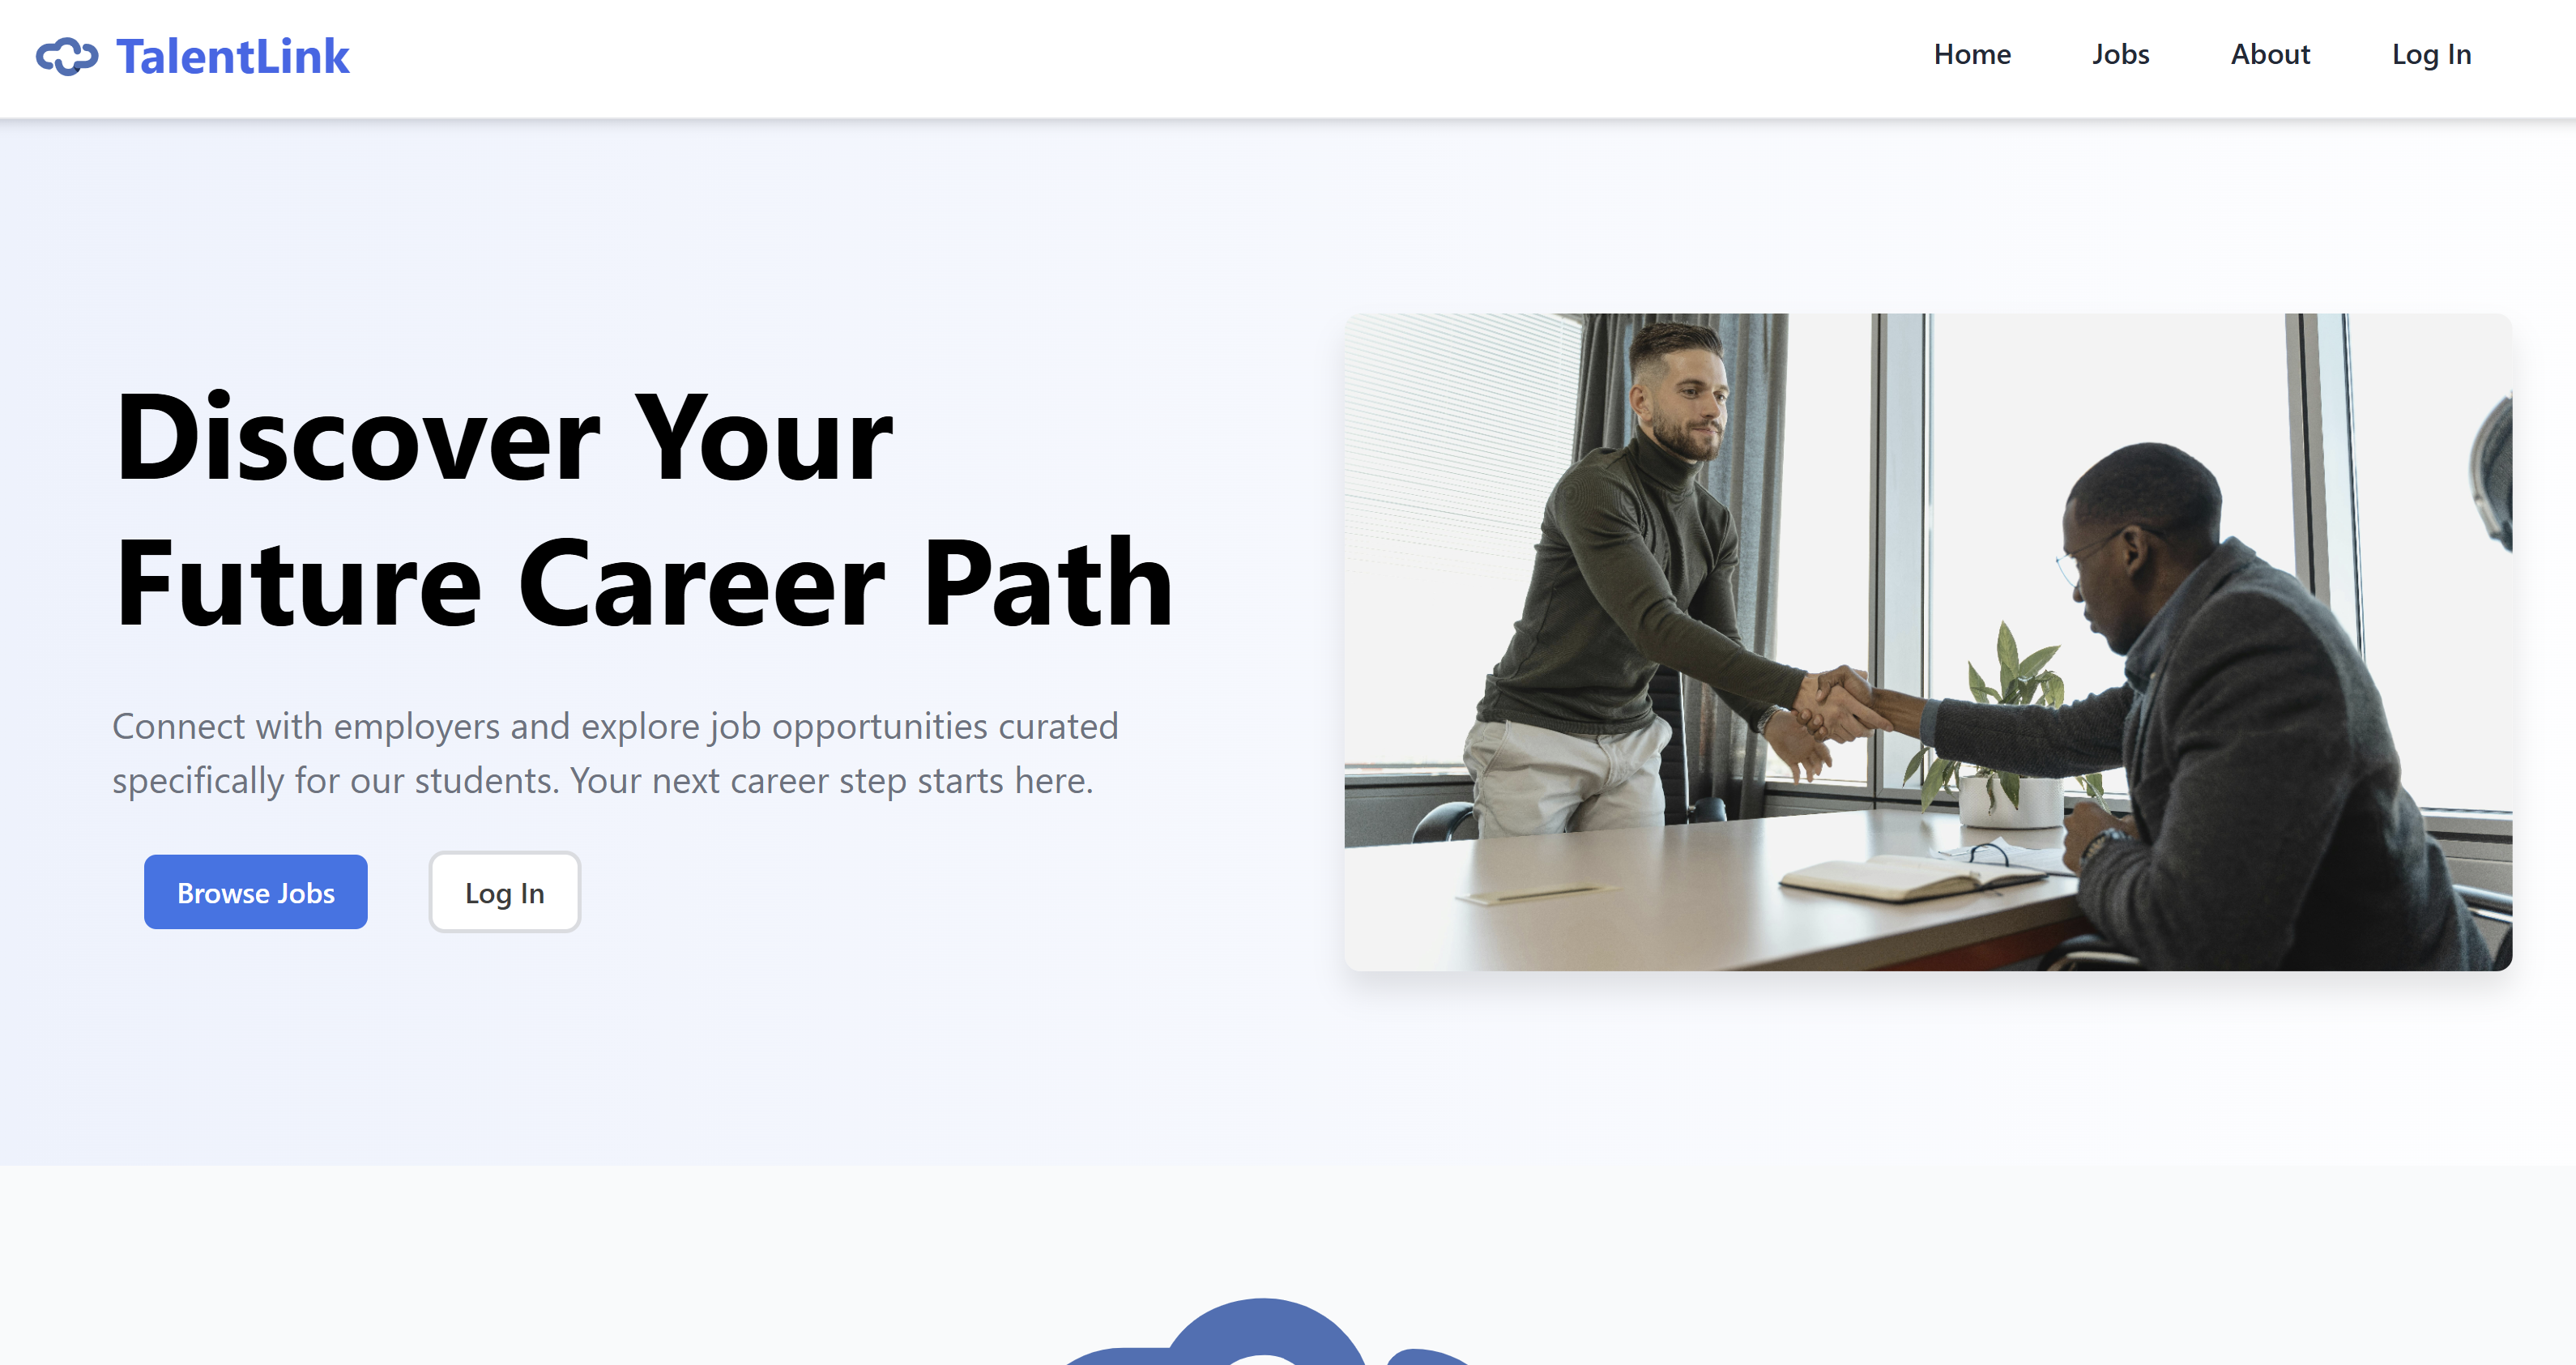 TalentLink
Home
Jobs
About
Log In
Discover Your
Future Career Path
Connect with employers and explore job opportunities curated
specifically for our students. Your next career step starts here.
Browse Jobs
Log In